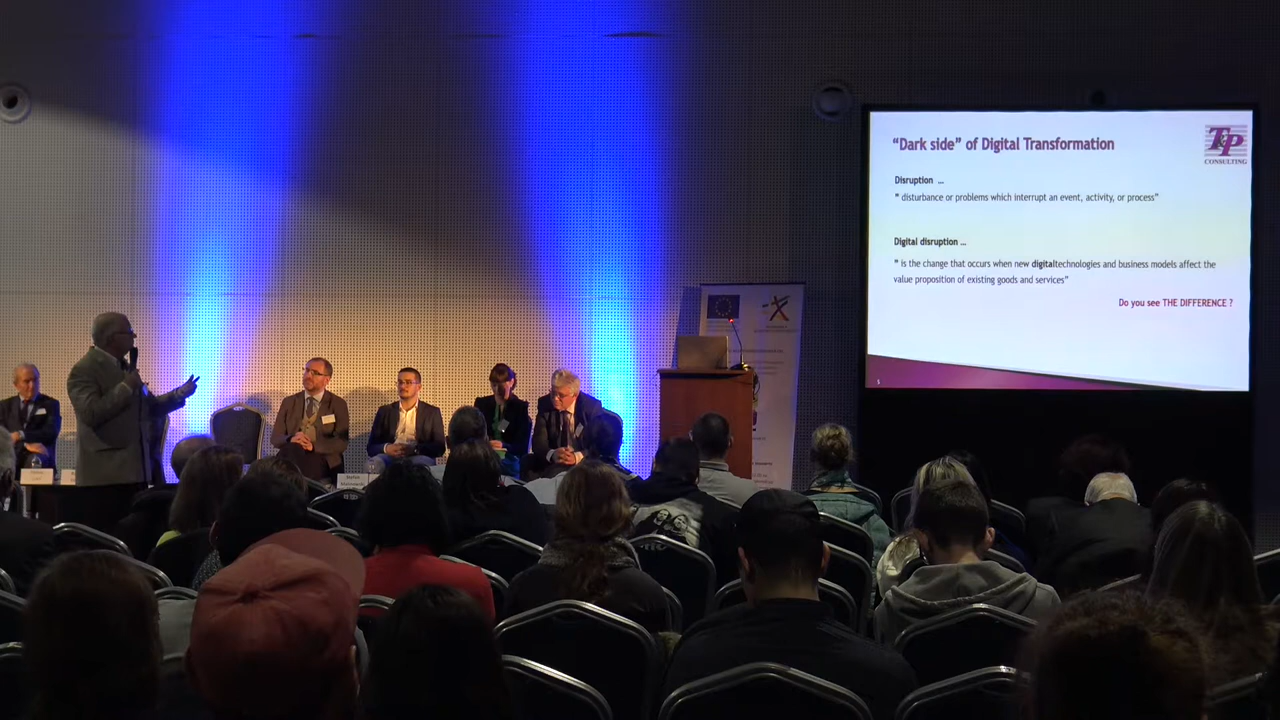 “Dark side” of Digital Transformation
T&P
CONSULTING
Disruption ...
“ disturbance or problems which interrupt an event, activity, or process”
Digital disruption ...
“ is the change that occurs when new digitaltechnologies and business models affect the
value proposition of existing goods and services”
Do you see THE DIFFERENCE ?